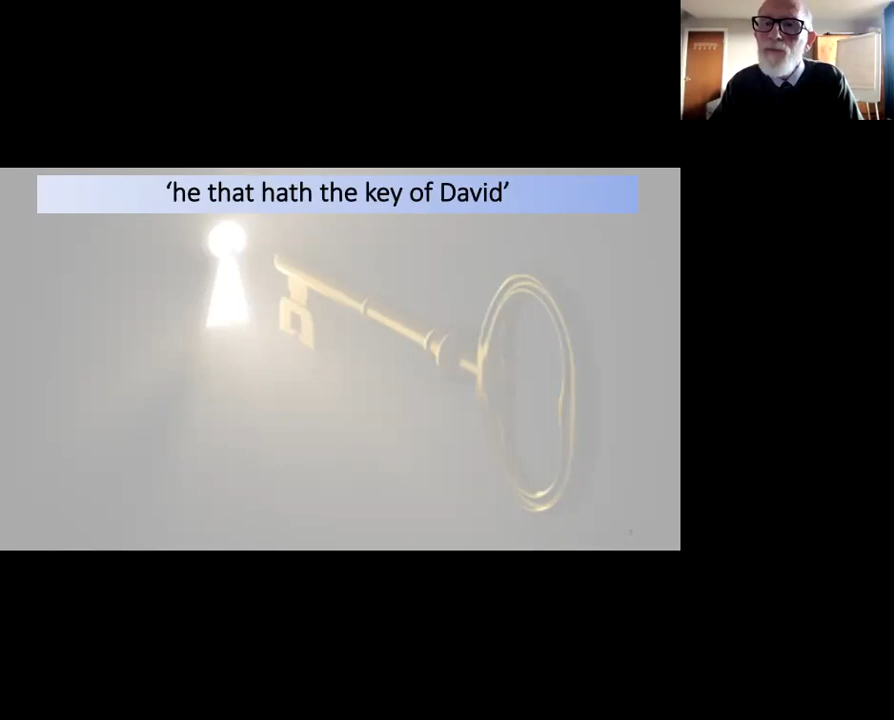 ‘he that hath the key of David’